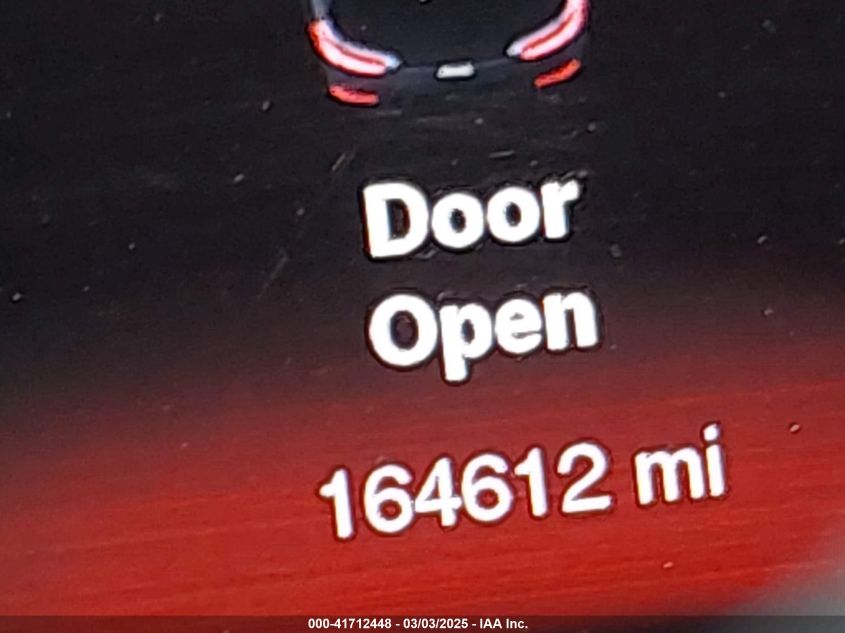 Door
Open
164612 mi
000-41712448 - 03/03/2025 - IAA Inc.